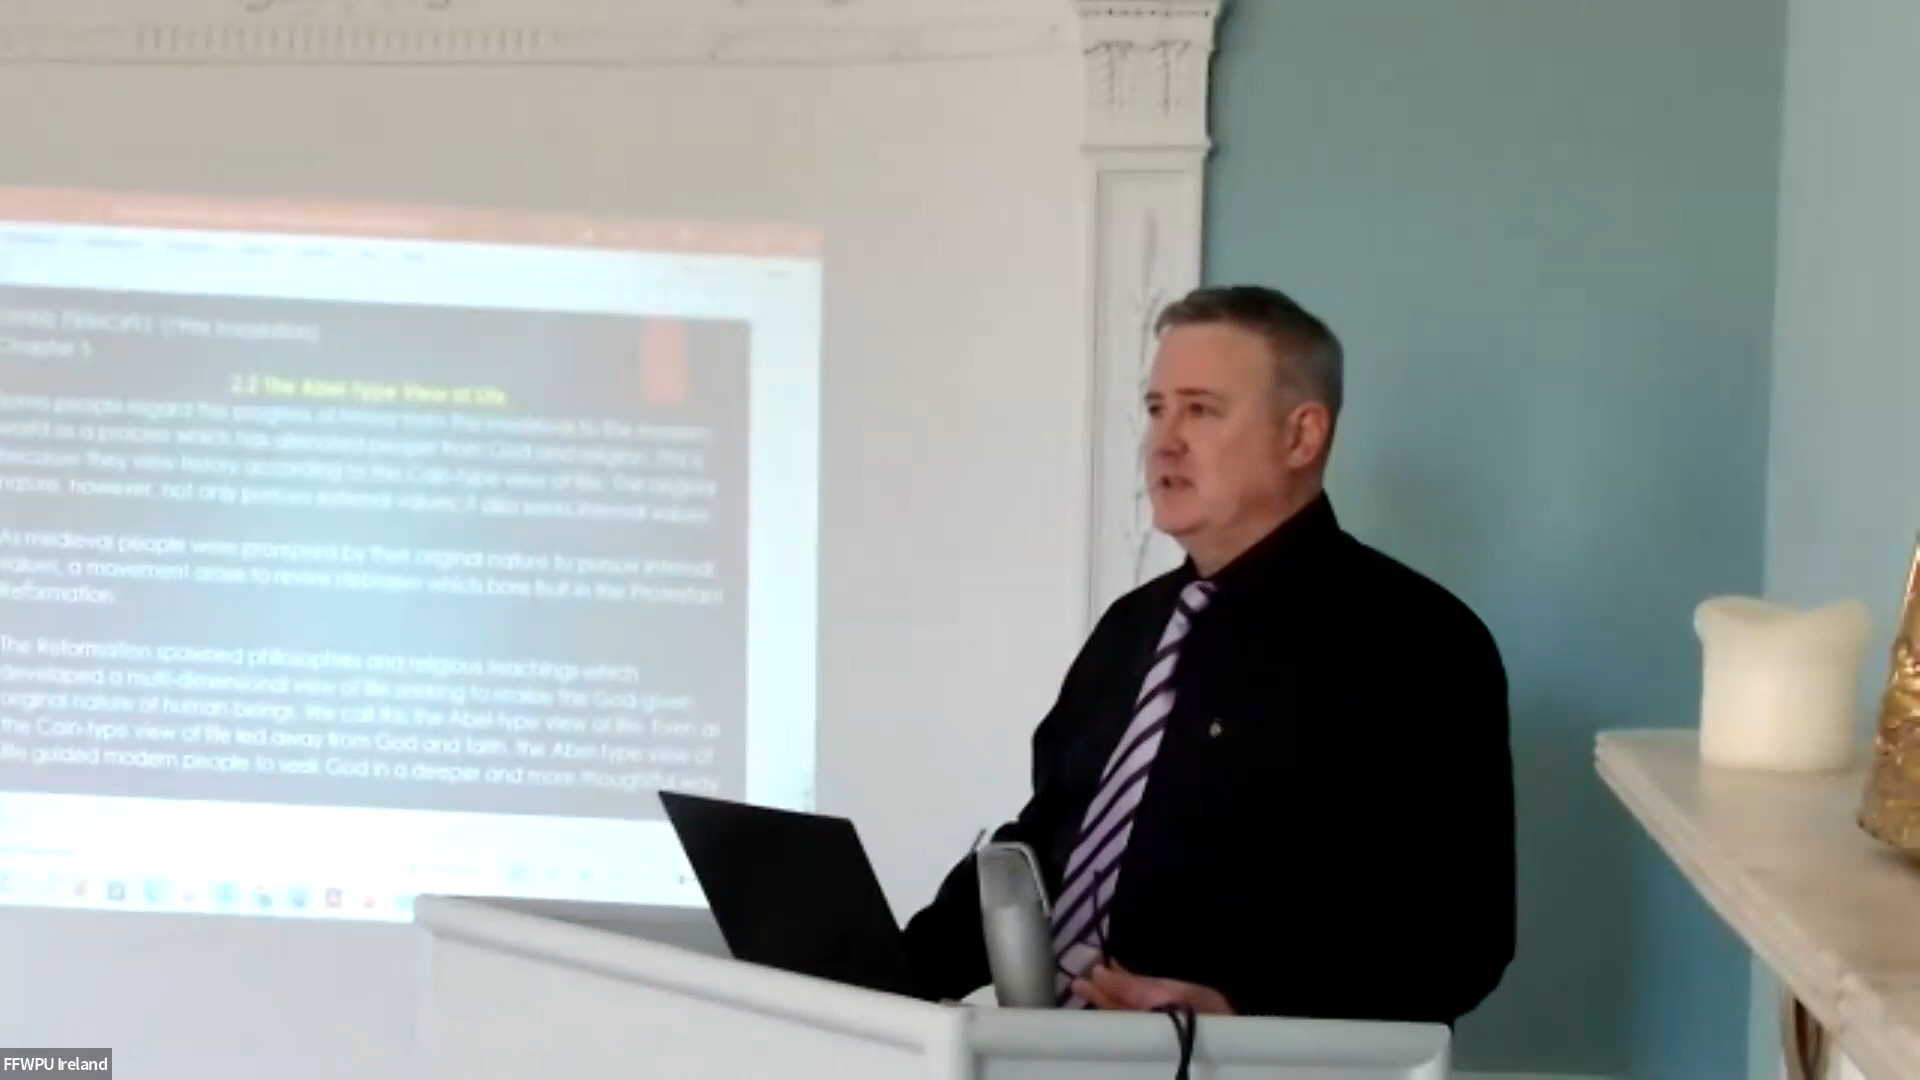 Chapter 5
2.2 The Abel-Type View of Life
Some people regard the progress of history from the medieval to the modern
world as a process which has alienated people from God and religion. This is
because they view history according to the Cain-type view of life. The original
nature, however, not only pursues external values; it also seeks internal values.
As medieval people were prompted by their original nature to pursue internal
values, a movement arose to revive Hebraism which bore fruit in the Protestant
Reformation.
The Reformation spawned philosophies and religious teachings which
developed a multi-dimensional view of life seeking to realize the God-given,
original nature of human beings. We call this the Abel-type view of life. Even as
the Cain-type view of life led away from God and faith, the Abel-type view of
life guided modern people to seek God in a deeper and more thoughtful way.
FFWPU Ireland